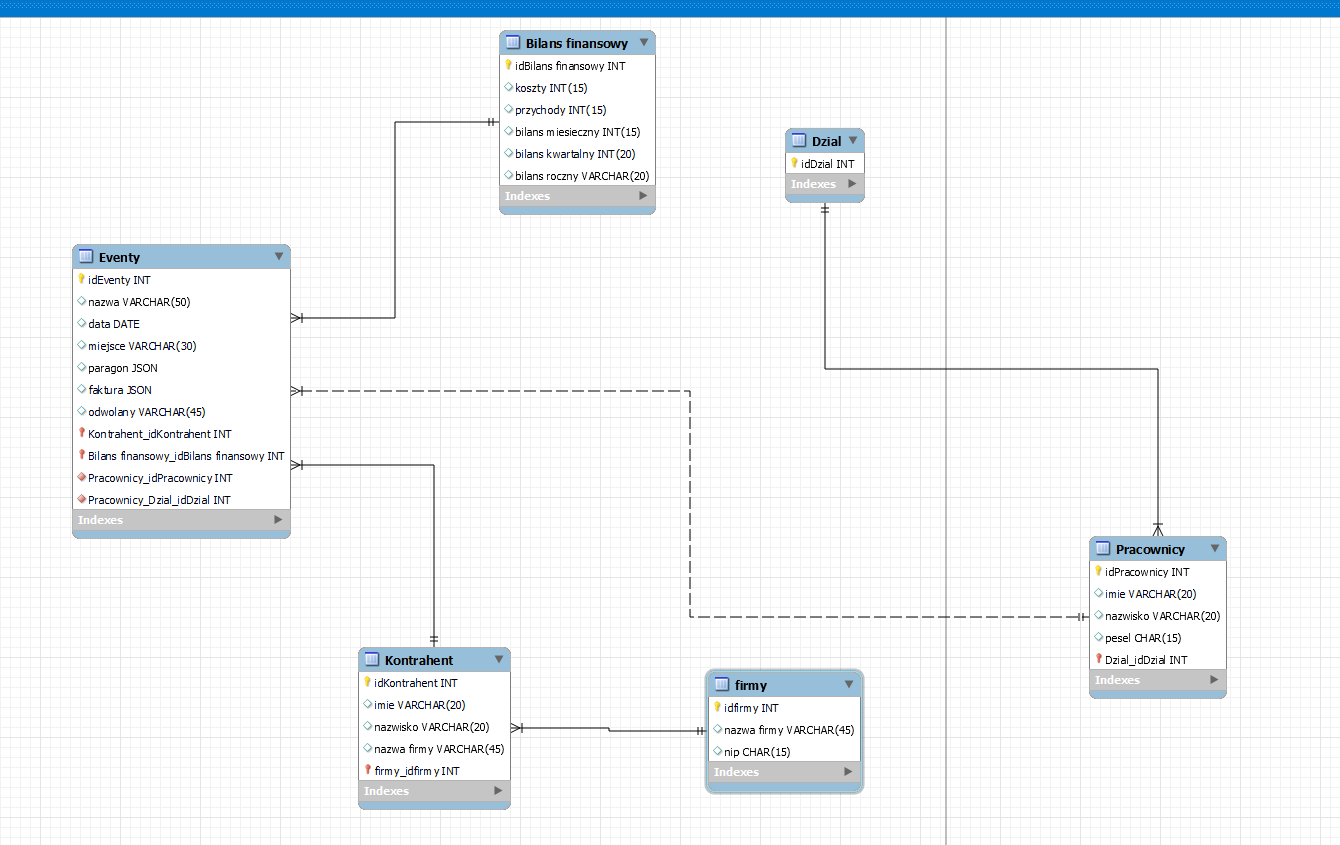 Bilans finansowy
idBilans finansowy INT
koszty INT(15)
przychody INT(15)
bilans miesieczny INT(15)
bilans kwartalny INT(20)
bilans roczny VARCHAR(20)
Indexes
Dzial
idDzial INT
Indexes
Eventy
idEventy INT
nazwa VARCHAR(50)
data DATE
miejsce VARCHAR(30)
paragon JSON
faktura JSON
odwolany VARCHAR(45)
Kontrahent_idKontrahent INT
Bilans finansowy_idBilans finansowy INT
Pracownicy_idPracownicy INT
Pracownicy_Dzial_idDzial INT
Indexes
Pracownicy
idPracownicy INT
imie VARCHAR(20)
nazwisko VARCHAR(20)
pesel CHAR(15)
Dzial_idDzial INT
Indexes
Kontrahent
idKontrahent INT
imie VARCHAR(20)
nazwisko VARCHAR(20)
nazwa firmy VARCHAR(45)
firmy_idfirmy INT
Indexes
firmy
idfirmy INT
nazwa firmy VARCHAR(45)
nip CHAR(15)
Indexes